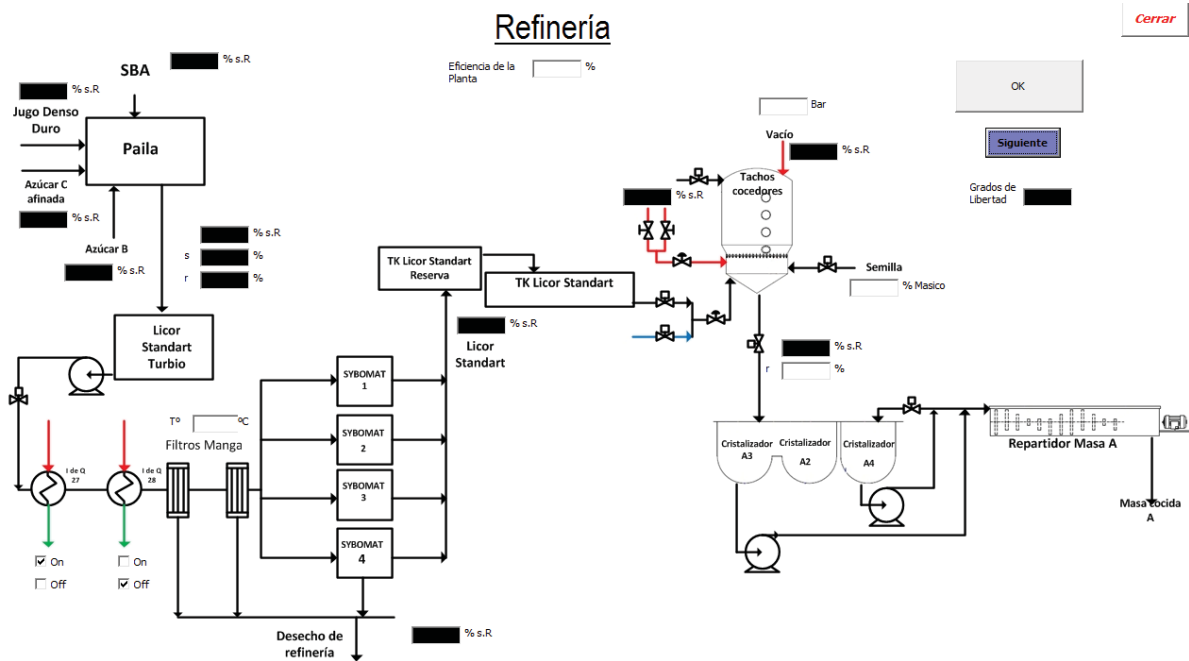 Refinería
Cerrar
SBA
% s.R
Eficiencia de la
Planta
%
% s.R
Jugo Denso
Duro
Paila
Azúcar C
afinada
% s.R
Azúcar B
% s.R
% s.R
s
%
r
%
OK
Siguiente
Grados de
Libertad
Bar
Vacío
% s.R
Tachos
cocedores
% s.R
Semilla
% Masico
TK Licor Standart
Reserva
TK Licor Standart
% s.R
Licor
Standart
% s.R
r
%
Licor
Standart
Turbio
Tº
ºC
Filtros Manga
I de Q
27
I de Q
28
On
Off
On
Off
SYBOMAT
1
SYBOMAT
2
SYBOMAT
3
SYBOMAT
4
Cristalizador
A3
Cristalizador
A2
Cristalizador
A4
Repartidor Masa A
Masa cocida
A
Desecho de
refinería
% s.R